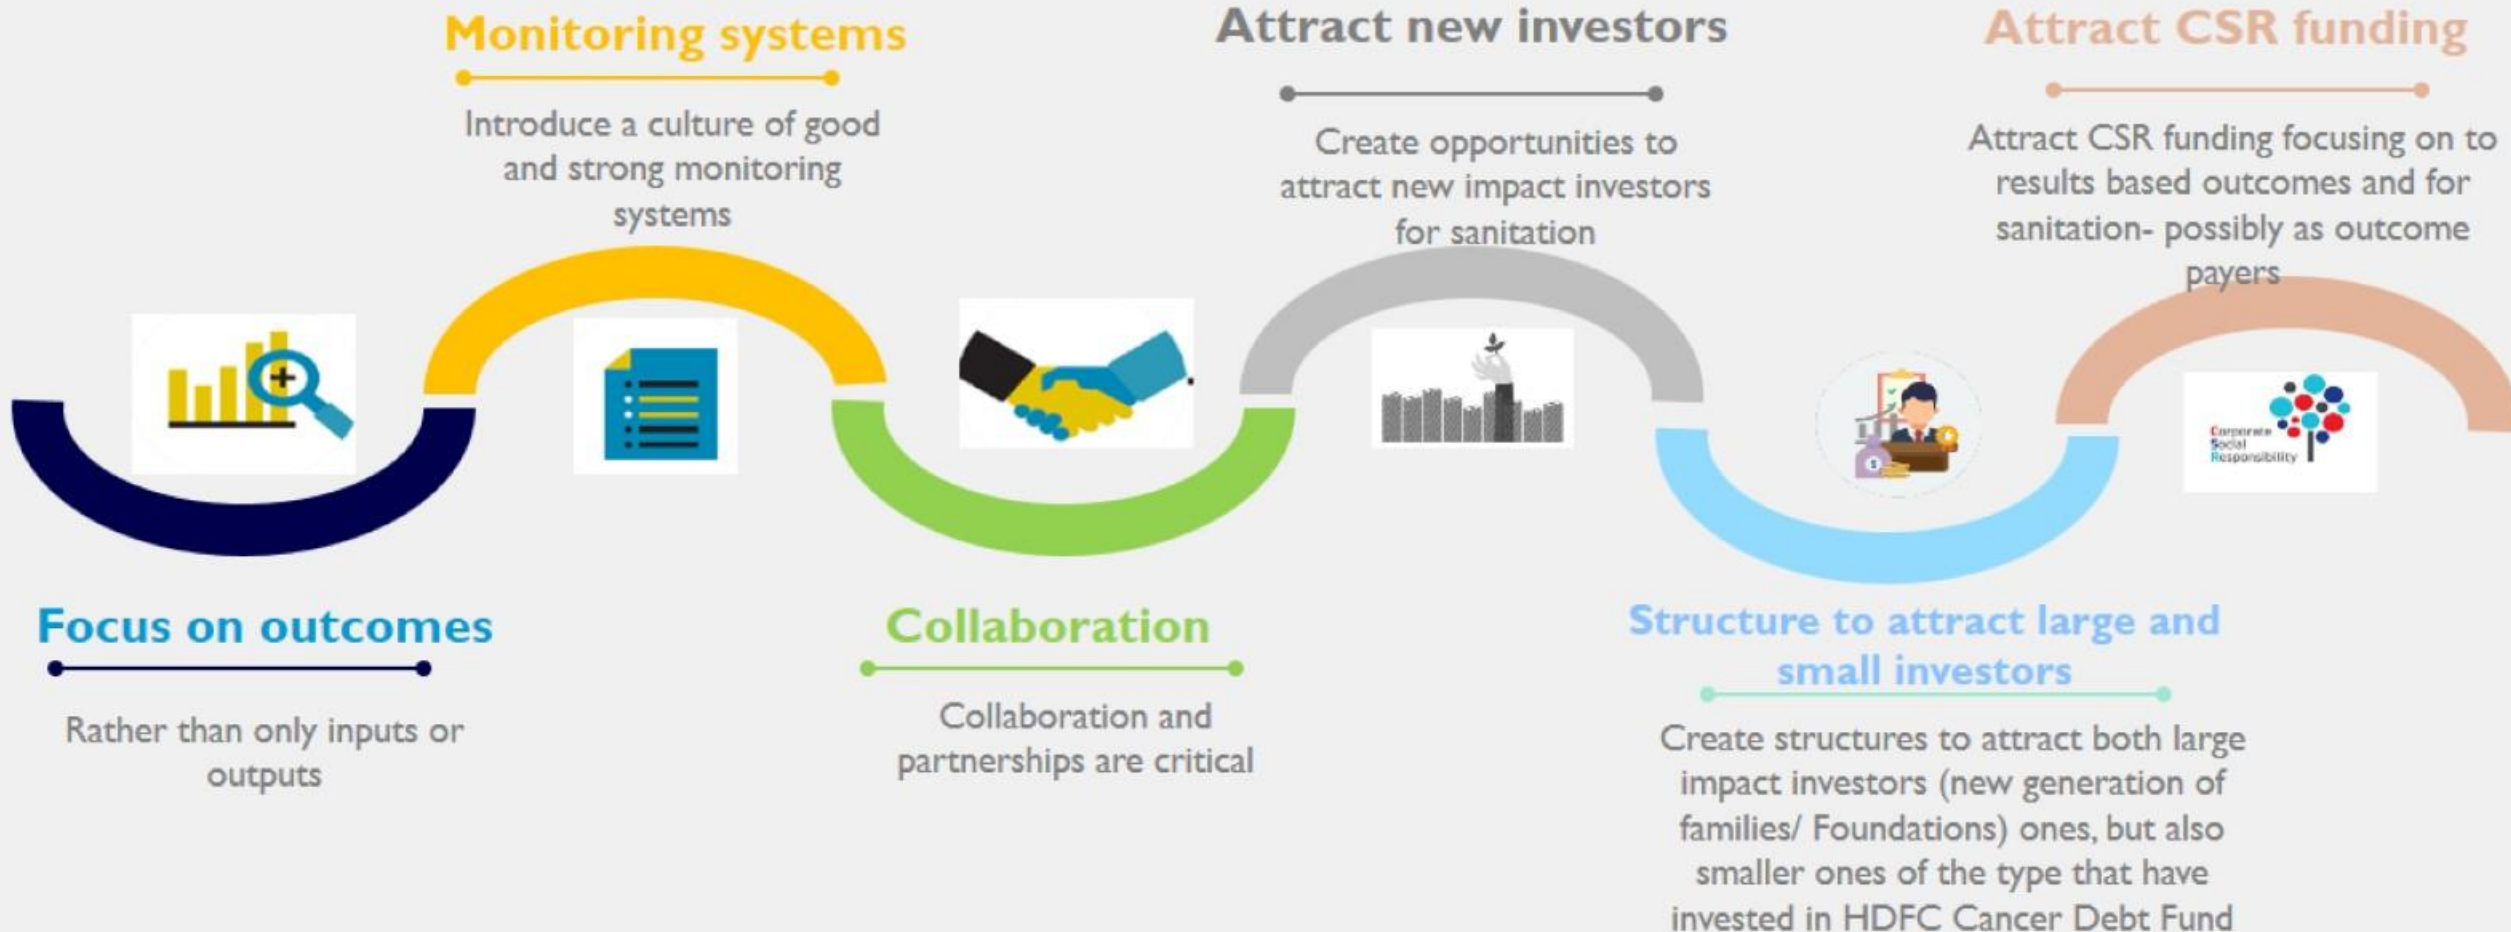 Monitoring systems
Introduce a culture of good
and strong monitoring
systems
Attract new investors
Create opportunities to
attract new impact investors
for sanitation
Attract CSR funding
Attract CSR funding focusing on to
results based outcomes and for
sanitation- possibly as outcome
payers
Corporate
Social
Responsibility
Focus on outcomes
Rather than only inputs or
outputs
Collaboration
Collaboration and
partnerships are critical
Structure to attract large and
small investors
Create structures to attract both large
impact investors (new generation of
families/ Foundations) ones, but also
smaller ones of the type that have
invested in HDFC Cancer Debt Fund